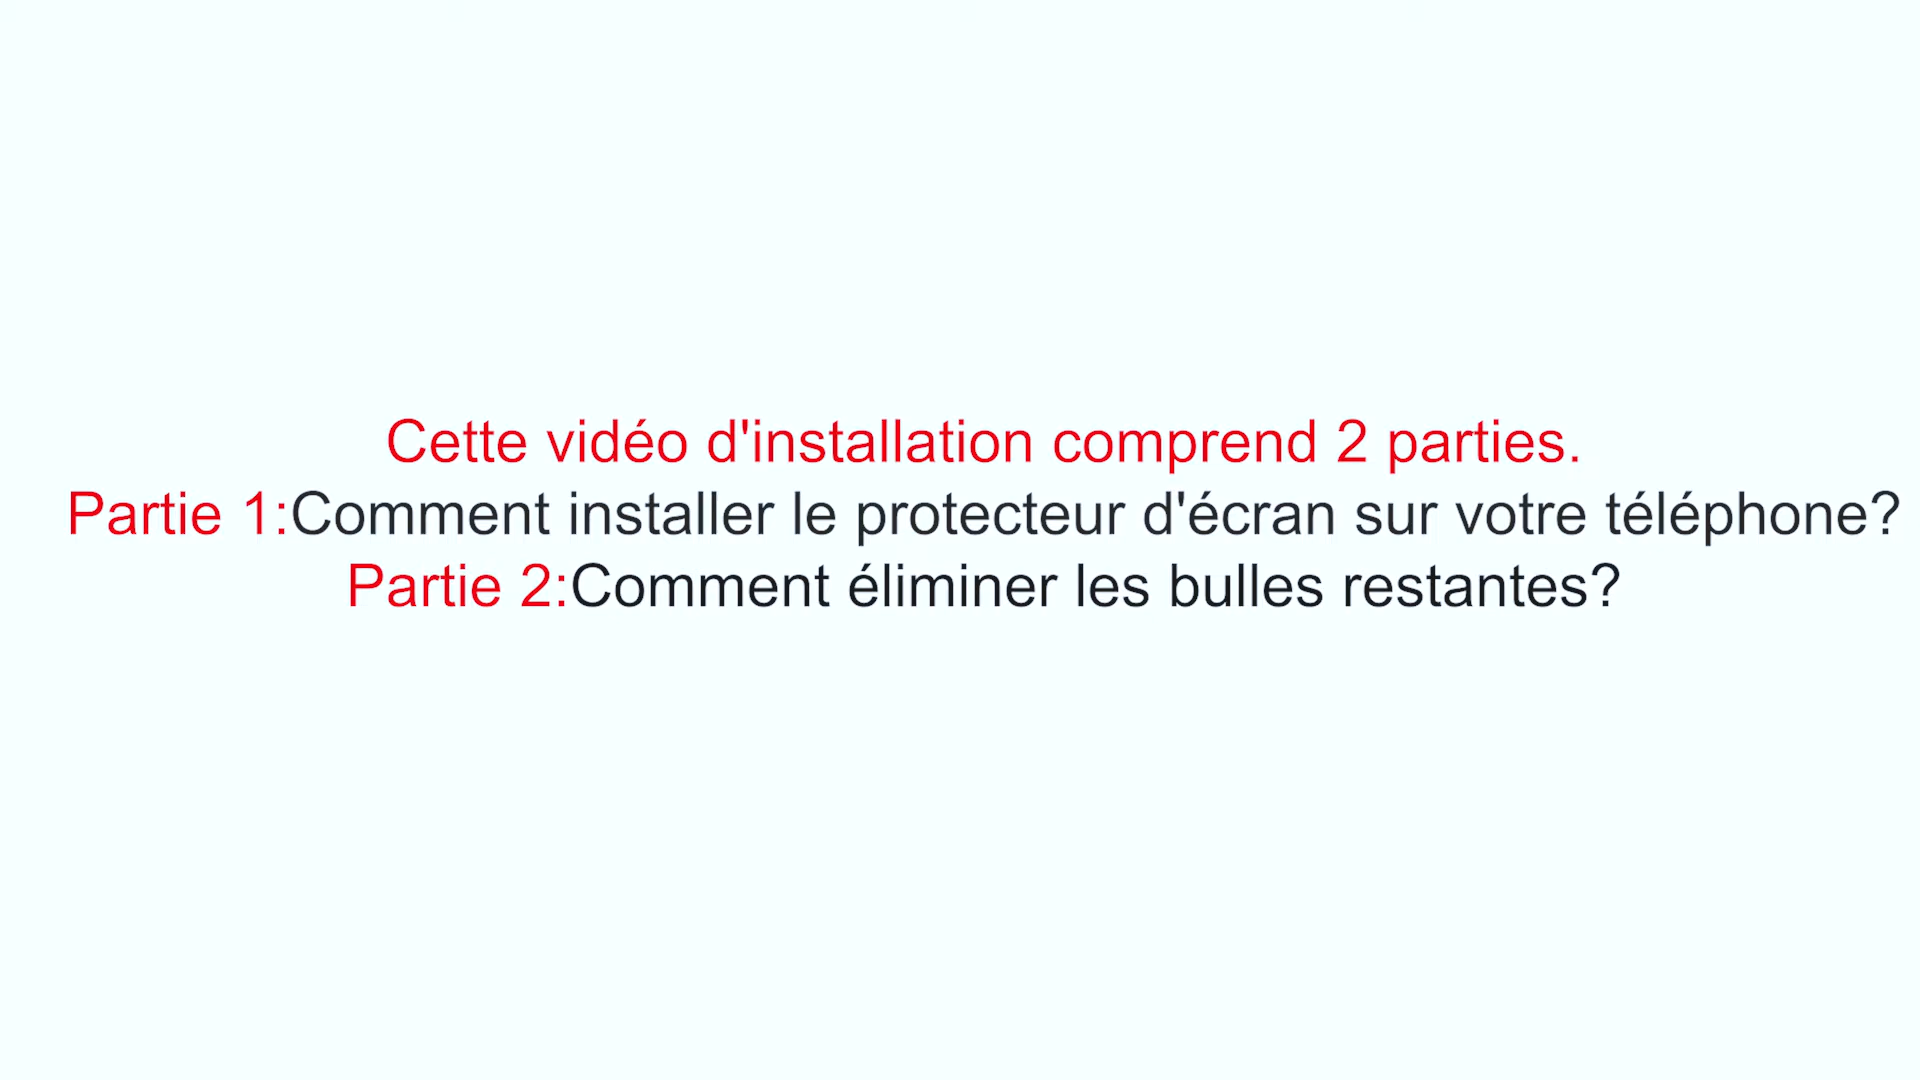 Cette vidéo d'installation comprend 2 parties.
Partie 1:Comment installer le protecteur d'écran sur votre téléphone?
Partie 2:Comment éliminer les bulles restantes?